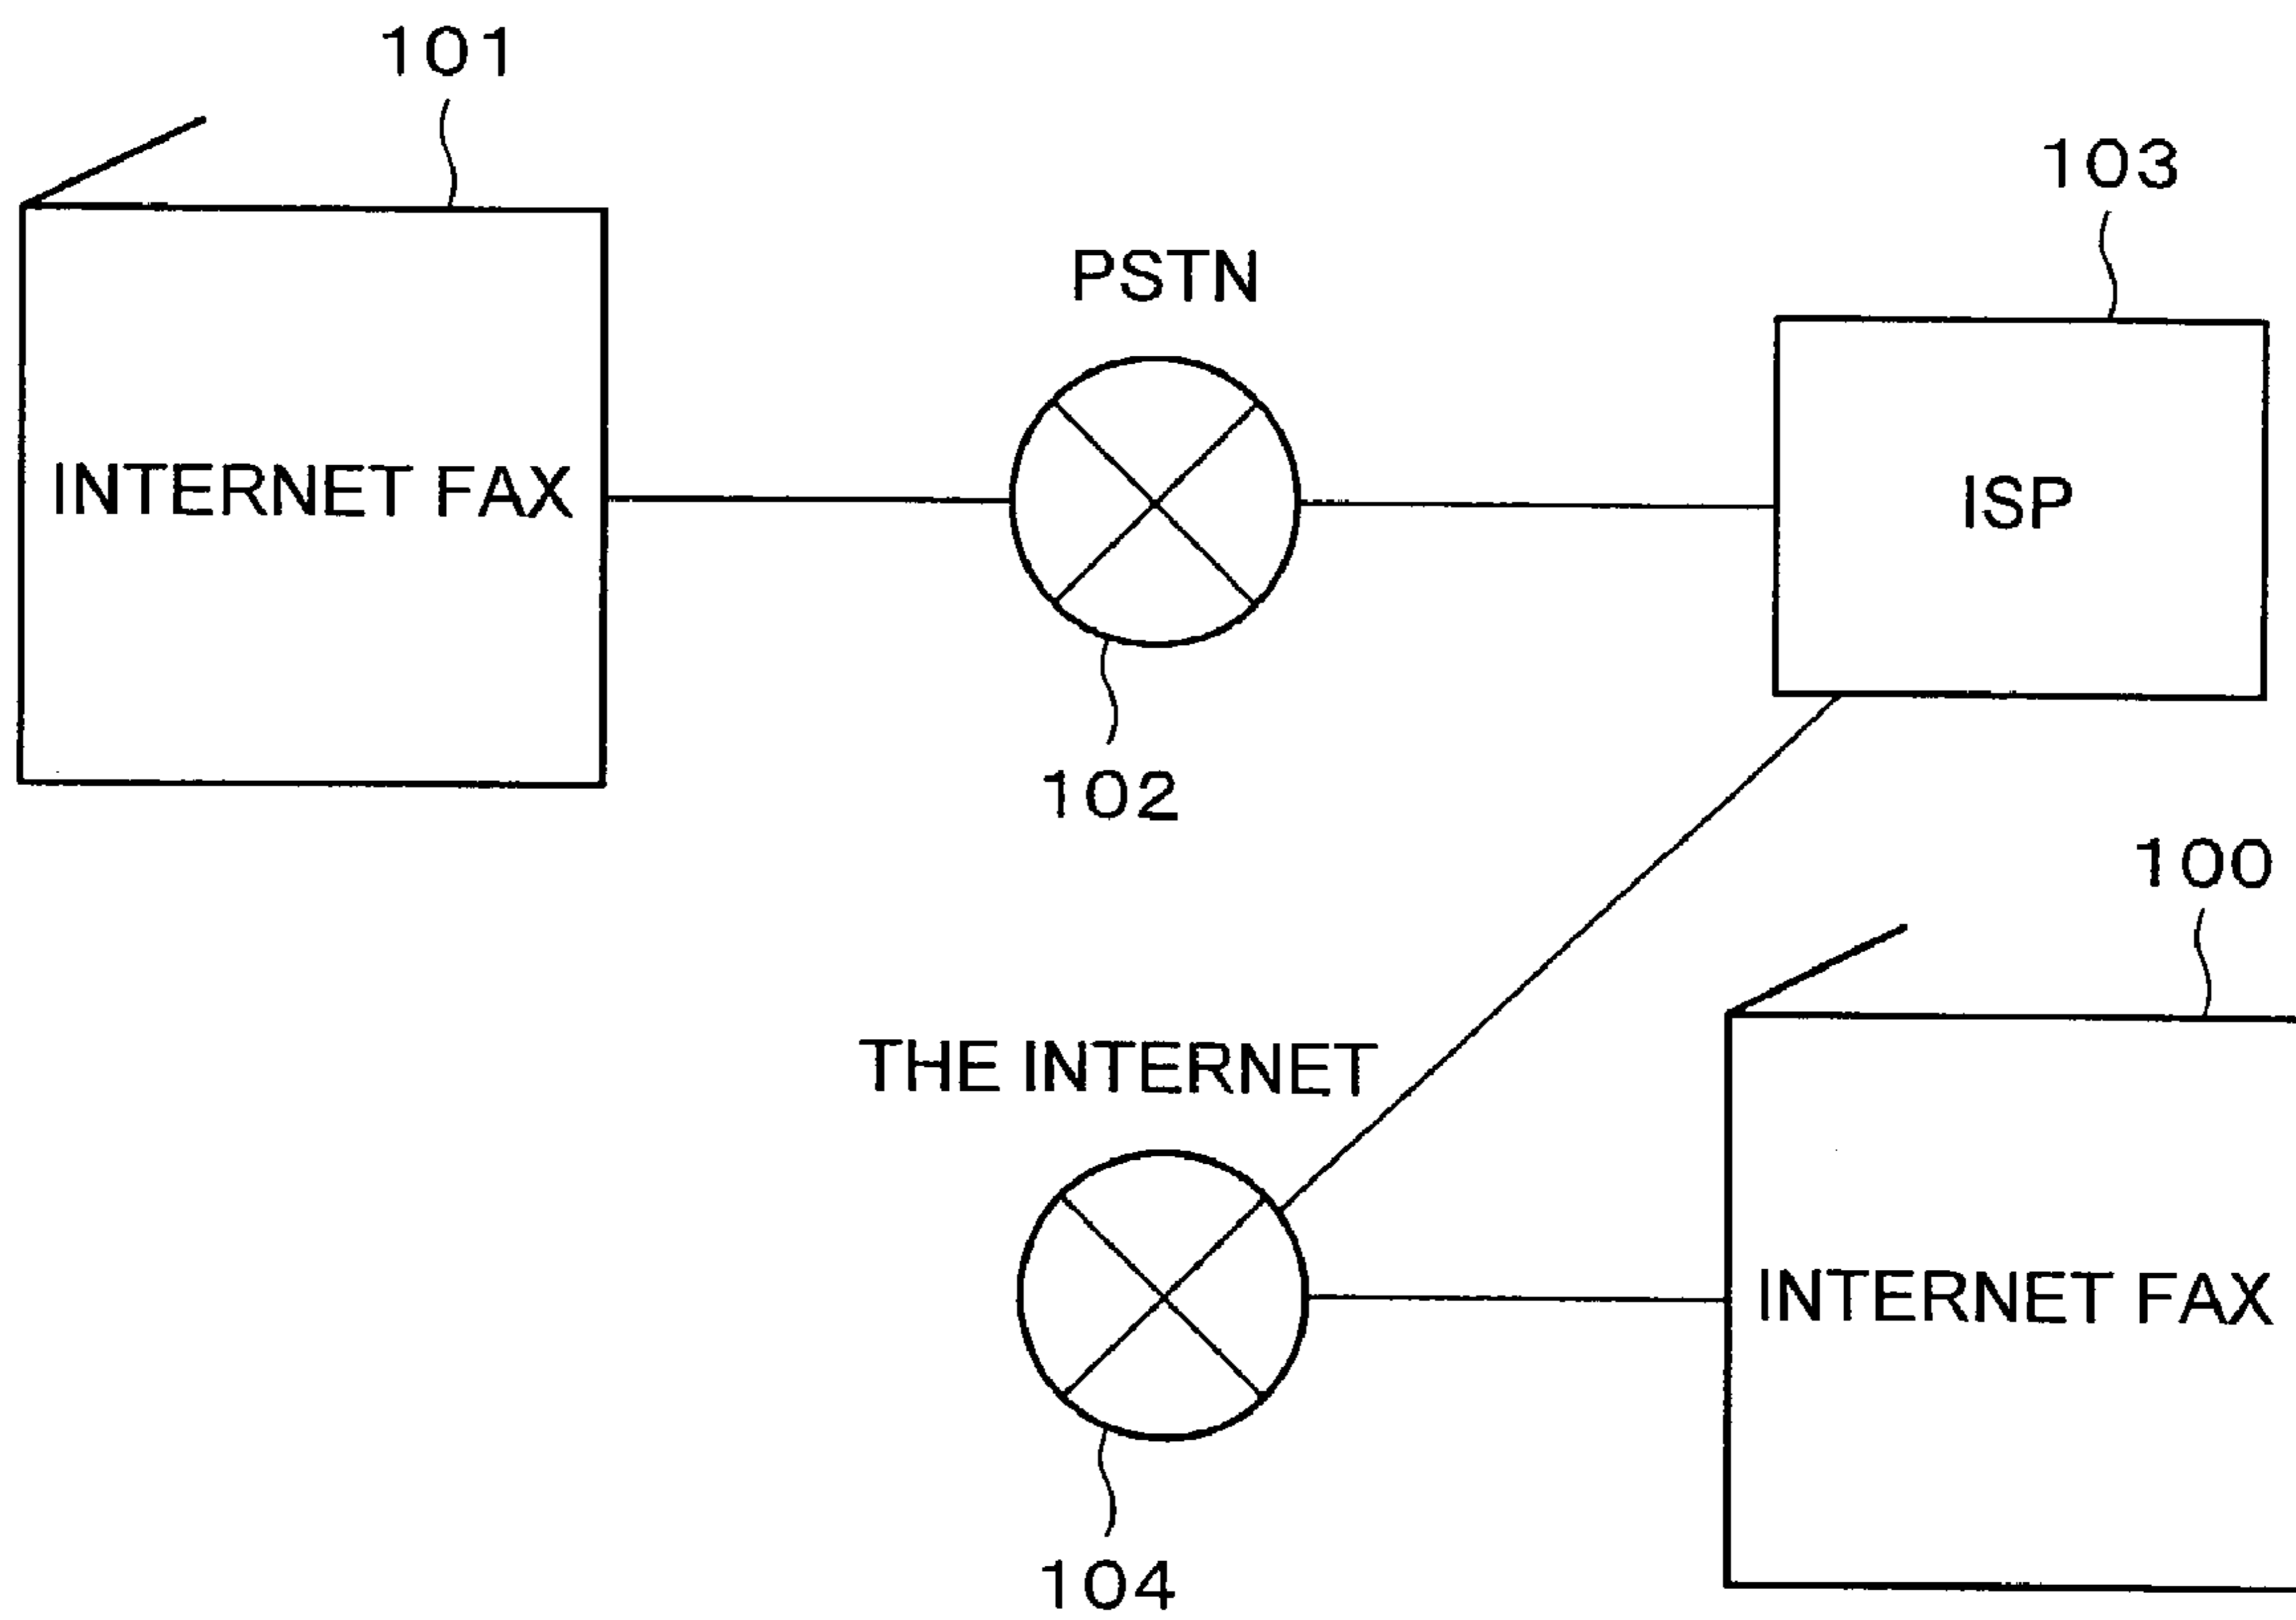 101
103
PSTN
INTERNET FAX
ISP
102
100
THE INTERNET
INTERNET FAX
104